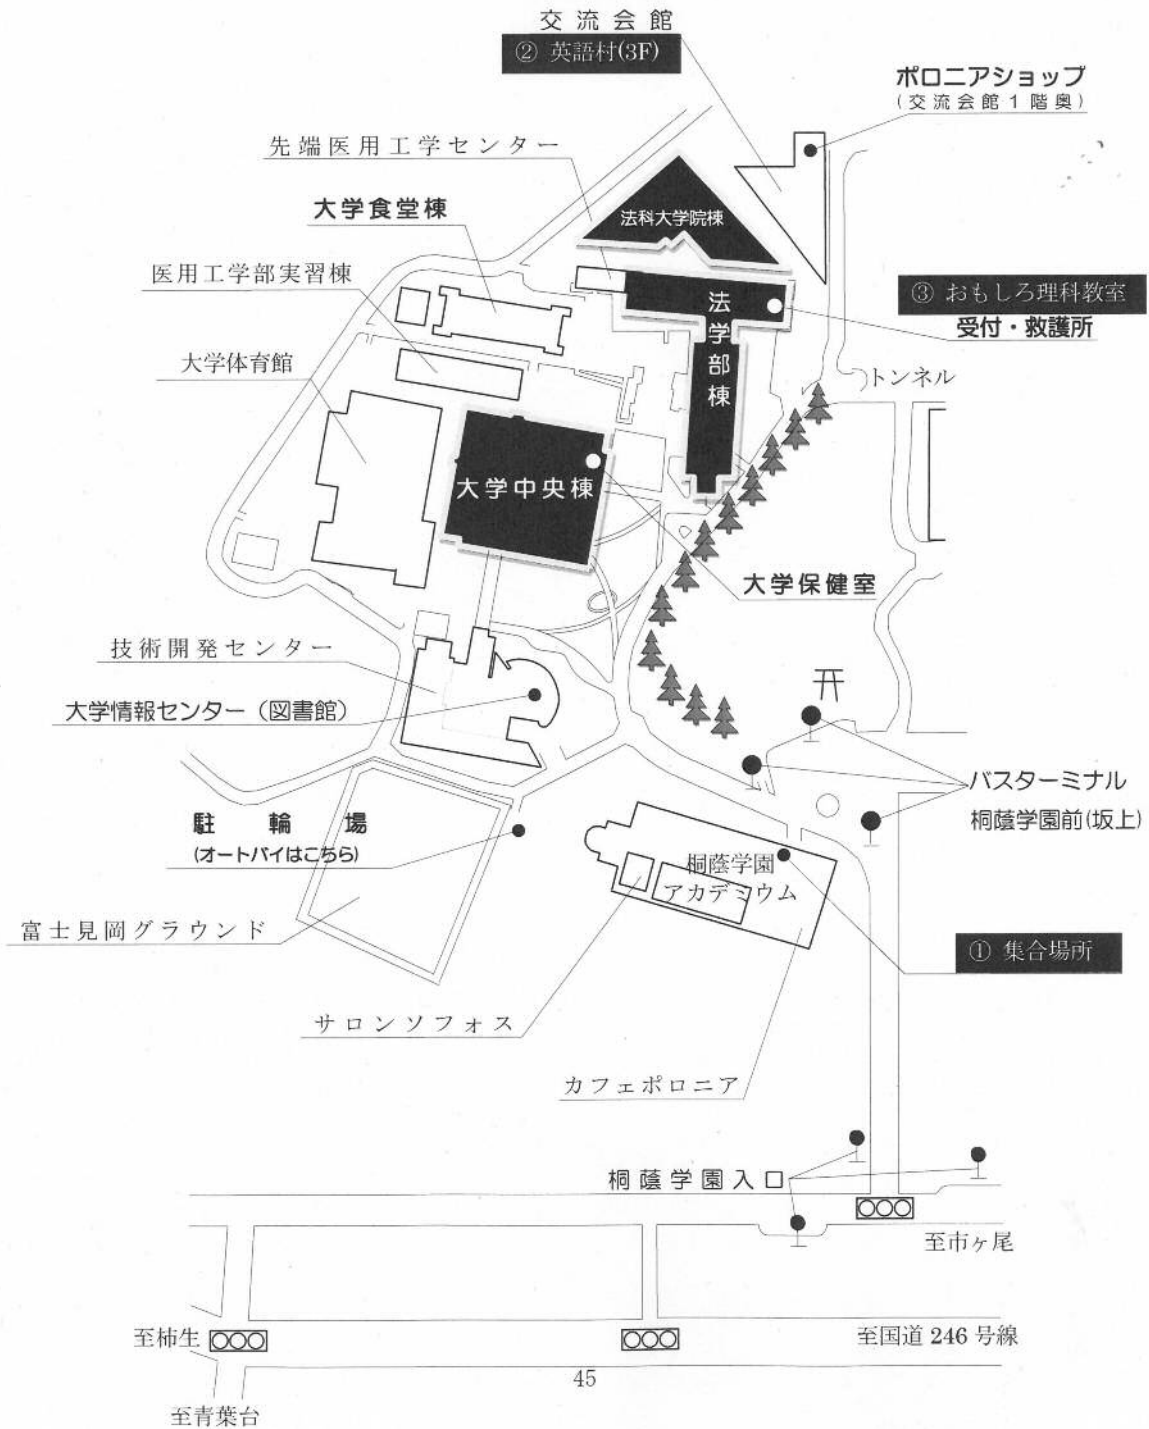 交流会館
② 英語村(3F)
ポロニアショップ
(交流会館1階奥)
先端医用工学センター
大学食堂棟
法科大学院棟
医用工学部実習棟
法学部棟
③ おもしろ理科教室
受付・救護所
大学体育館
トンネル
大学中央棟
大学保健室
技術開発センター
大学情報センター(図書館)
バスターミナル
桐蔭学園前(坂上)
駐輪場
(オートバイはこちら)
桐蔭学園
アカデミウム
富士見岡グラウンド
① 集合場所
サロンソフォス
カフェポロニア
桐蔭学園入口
至市ヶ尾
至柿生
至国道 246 号線
45
至青葉台